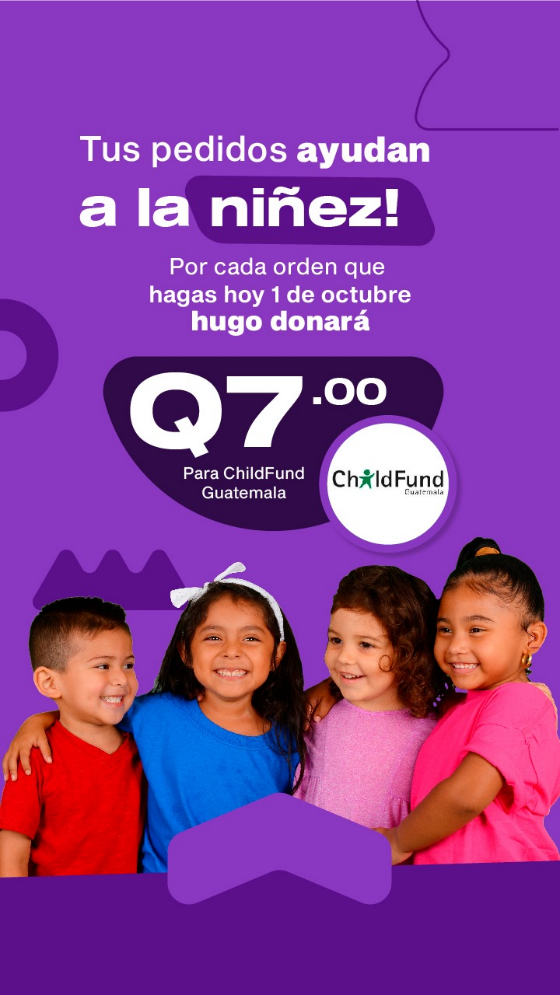 Tus pedidos ayudan
a la niñez!
Por cada orden que
hagas hoy 1 de octubre
hugo donará
Q7.00
Para ChildFund
Guatemala
ChildFund
Guatemala